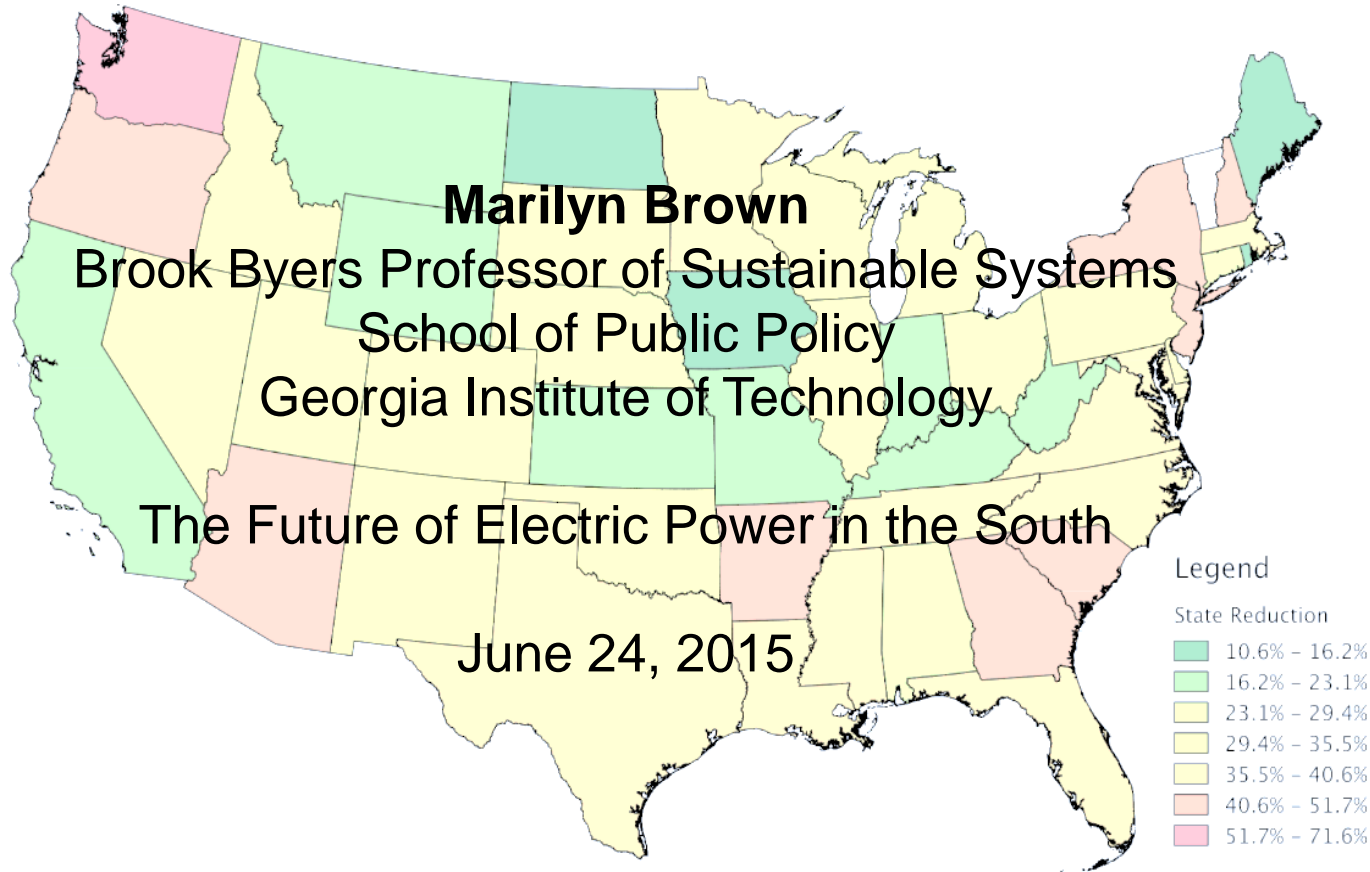 Marilyn Brown
Brook Byers Professor of Sustainable Systems
School of Public Policy
Georgia Institute of Technology
The Future of Electric Power in the South
June 24, 2015
Legend
State Reduction
10.6% – 16.2%
16.2% – 23.1%
23.1% – 29.4%
29.4% – 35.5%
35.5% – 40.6%
40.6% – 51.7%
51.7% – 71.6%